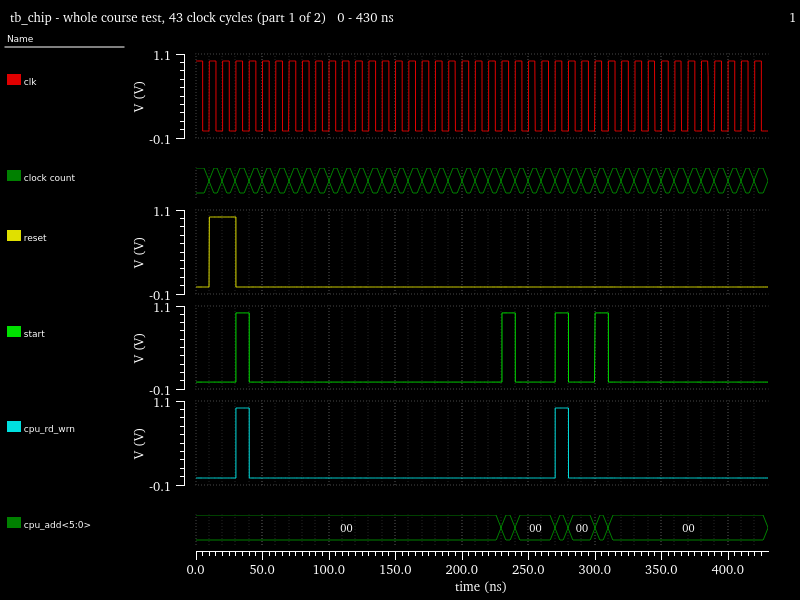 tb_chip - whole course test, 43 clock cycles (part 1 of 2) 0 - 430 ns 1
Name
clk
1.1
V (V)
-0.1
clock count
reset
1.1
V (V)
-0.1
start
1.1
V (V)
-0.1
cpu_rd_wrn
1.1
V (V)
-0.1
cpu_add<5:0>
00 00 00 00
0.0 50.0 100.0 150.0 200.0 250.0 300.0 350.0 400.0
time (ns)